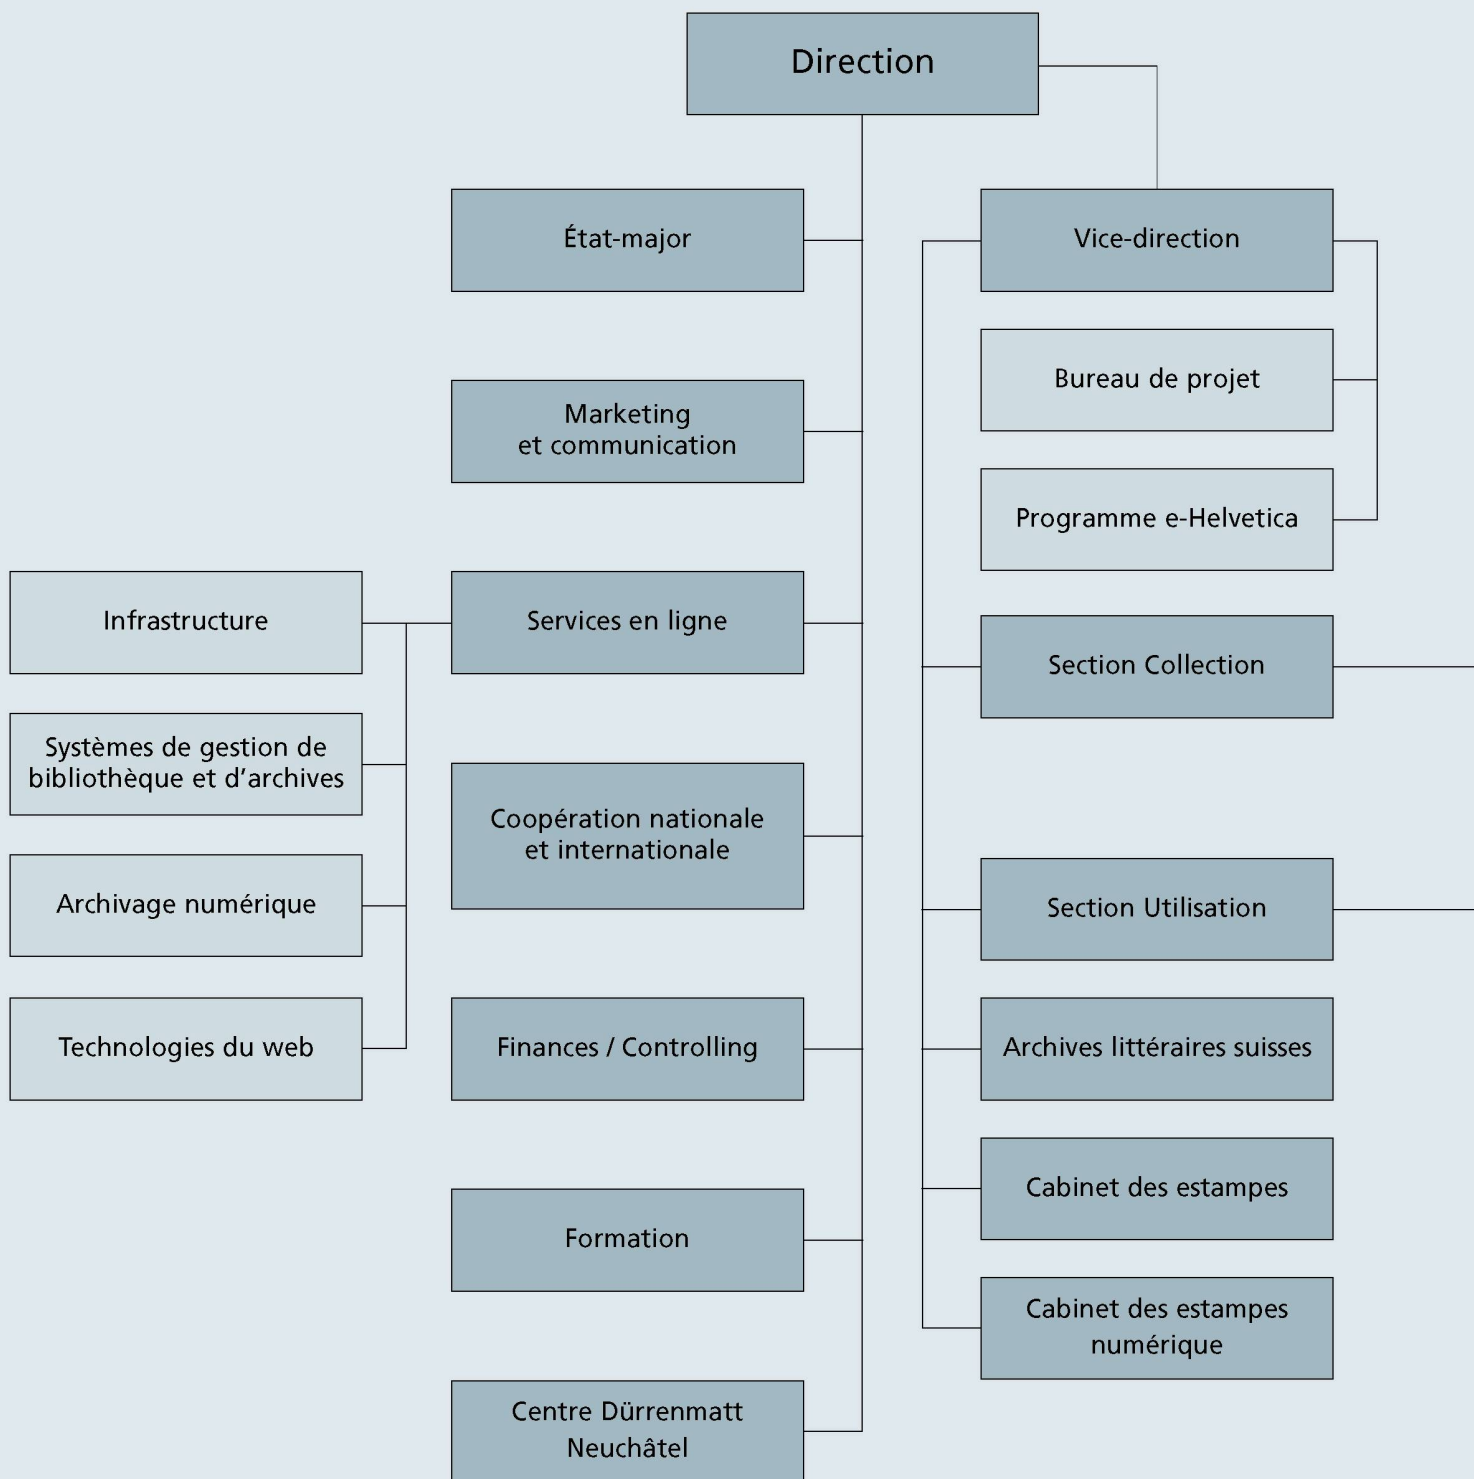 Direction
État-major
Vice-direction
Bureau de projet
Marketing
et communication
Programme e-Helvetica
Infrastructure
Services en ligne
Section Collection
Systèmes de gestion de
bibliothèque et d’archives
Coopération nationale
et internationale
Archivage numérique
Section Utilisation
Technologies du web
Finances / Controlling
Archives littéraires suisses
Cabinet des estampes
Formation
Cabinet des estampes
numérique
Centre Dürrenmatt
Neuchâtel